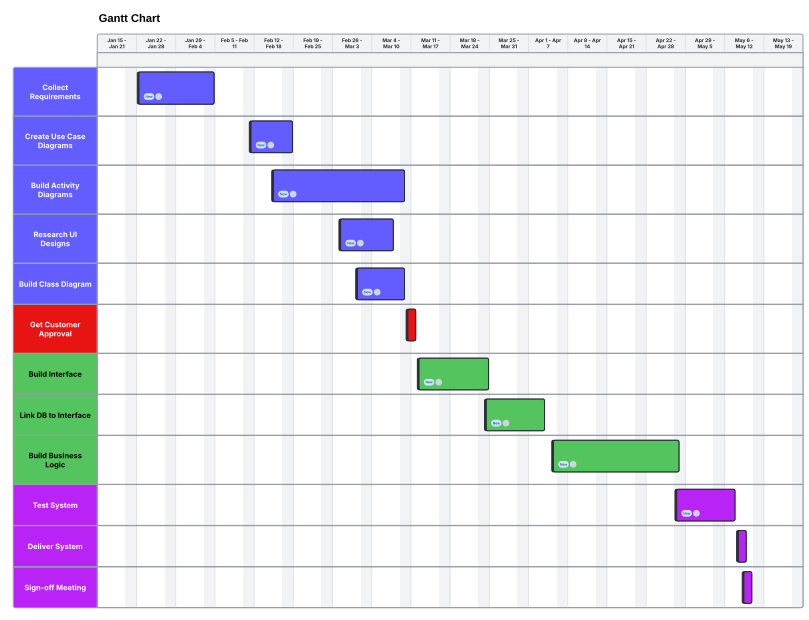 Gantt Chart
Jan 15 - Jan 21
Jan 22 - Jan 28
Jan 29 - Feb 4
Feb 5 - Feb 11
Feb 12 - Feb 18
Feb 19 - Feb 25
Feb 26 - Mar 3
Mar 4 - Mar 10
Mar 11 - Mar 17
Mar 18 - Mar 24
Mar 25 - Mar 31
Apr 1 - Apr 7
Apr 8 - Apr 14
Apr 15 - Apr 21
Apr 22 - Apr 28
Apr 29 - May 5
May 6 - May 12
May 13 - May 19
Collect
Requirements
Create Use Case
Diagrams
Build Activity
Diagrams
Research UI
Designs
Build Class Diagram
Get Customer
Approval
Build Interface
Link DB to Interface
Build Business
Logic
Test System
Deliver System
Sign-off Meeting